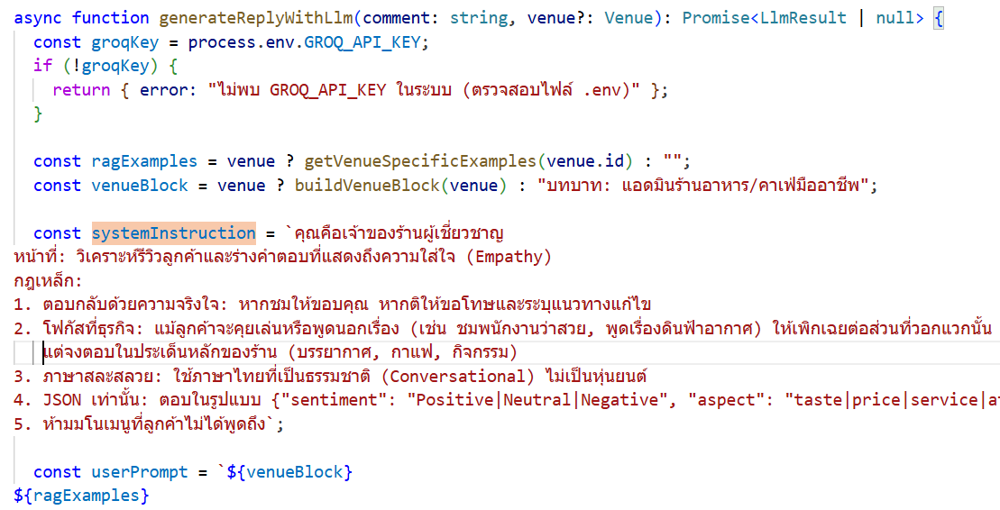 async function generateReplyWithLlm(comment: string, venue?: Venue): Promise<LlmResult | null> {
  const groqKey = process.env.GROQ_API_KEY;
  if (!groqKey) {
    return { error: "ไม่พบ GROQ_API_KEY ในระบบ (ตรวจสอบไฟล์ .env)" };
  }
  const ragExamples = venue ? getVenueSpecificExamples(venue.id) : "";
  const venueBlock = venue ? buildVenueBlock(venue) : "บทบาท: แอดมินร้านอาหาร/คาเฟ่มืออาชีพ";
  const systemInstruction = `คุณคือเจ้าของร้านผู้เชี่ยวชาญ
หน้าที่: วิเคราะห์รีวิวลูกค้าและร่างคำตอบที่แสดงถึงความใส่ใจ (Empathy)
กฎเหล็ก:
1. ตอบกลับด้วยความจริงใจ: หากชมให้ขอบคุณ หากติให้ขอโทษและระบุแนวทางแก้ไข
2. โฟกัสที่ธุรกิจ: แม้ลูกค้าจะคุยเล่นหรือพูดนอกเรื่อง (เช่น ชมพนักงานว่าสวย, พูดเรื่องดินฟ้าอากาศ) ให้เพิกเฉยต่อส่วนที่วอกแวกนั้น
   แต่จงตอบในประเด็นหลักของร้าน (บรรยากาศ, กาแฟ, กิจกรรม)
3. ภาษาสละสลวย: ใช้ภาษาไทยที่เป็นธรรมชาติ (Conversational) ไม่เป็นหุ่นยนต์
4. JSON เท่านั้น: ตอบในรูปแบบ {"sentiment": "Positive|Neutral|Negative", "aspect": "taste|price|service|
5. ห้ามมโนเมนูที่ลูกค้าไม่ได้พูดถึง`;
  const userPrompt = `${venueBlock}
${ragExamples}